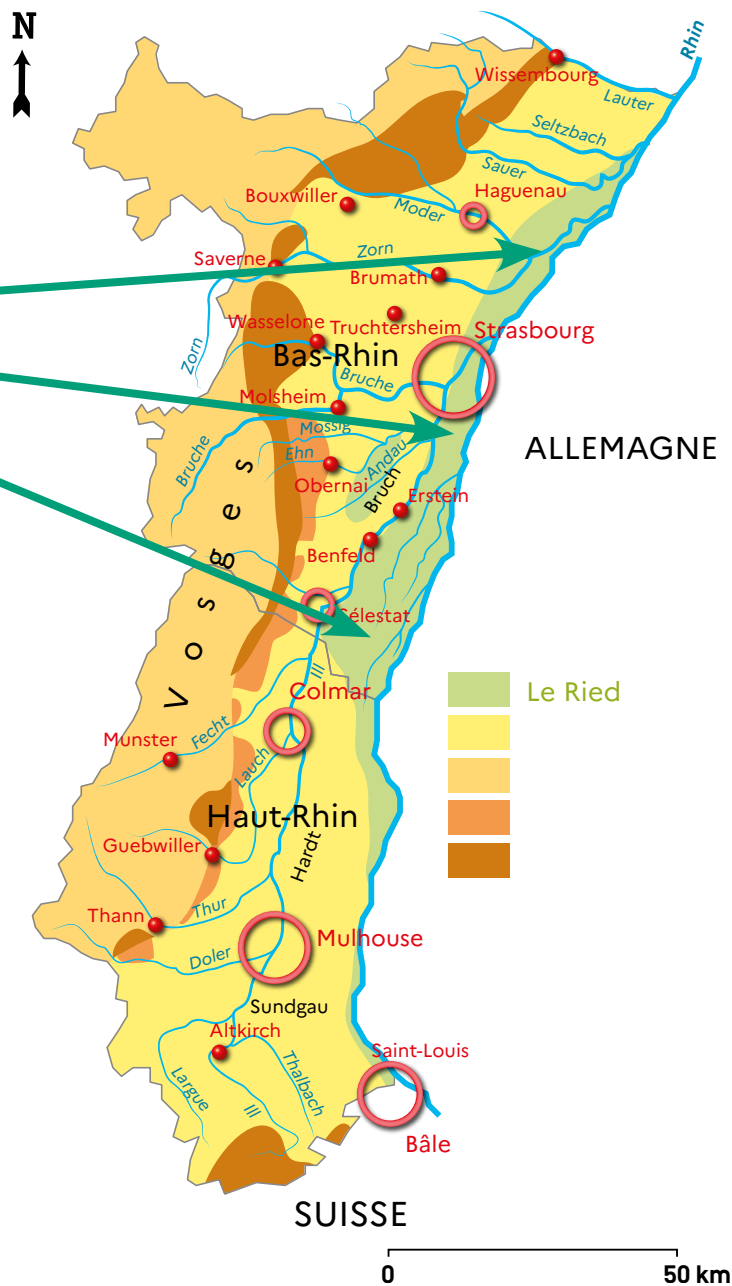 N
Rhin
Wissembourg
Lauter
Seltzbach
Sauer
Haguenau
Bouxwiller
Moder
Zorn
Saverne
Brumath
Wasselone
Truchtersheim
Strasbourg
Zorn
Bas-Rhin
Bruche
Molsheim
Mossig
ALLEMAGNE
Bruche
Ehn
Andau
Obernai
Bruch
Erstein
Vosges
Benfeld
Sélestat
Ill
Le Ried
Colmar
Fecht
Munster
Lauch
Haut-Rhin
Guebwiller
Hardt
Thur
Thann
Mulhouse
Doler
Sundgau
Altkirch
Saint-Louis
Largue
Ill
Thalbach
Bâle
SUISSE
0 50 km